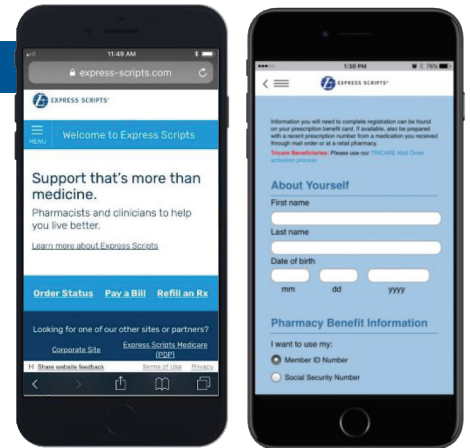 11:49 AM
express-scripts.com
EXPRESS SCRIPTS®
MENU
Welcome to Express Scripts
Support that's more than
medicine.
Pharmacists and clinicians to help
you live better.
Learn more about Express Scripts
Order Status Pay a Bill Refill an Rx
Looking for one of our other sites or partners?
Corporate Site
Express Scripts Medicare
(PDP)
[+] Share website feedback
Terms of Use Privacy
1:30 PM
76%
EXPRESS SCRIPTS®
Information you will need to complete registration can be found
on your prescription benefit card. If available, also be prepared
with a recent prescription number from a medication you received
through mail order or at a retail pharmacy.
Tricare Beneficiaries: Please use our TRICARE Mail Order
activation process
About Yourself
First name
Last name
Date of birth
mm dd yyyy
Pharmacy Benefit Information
I want to use my:
Member ID Number
Social Security Number